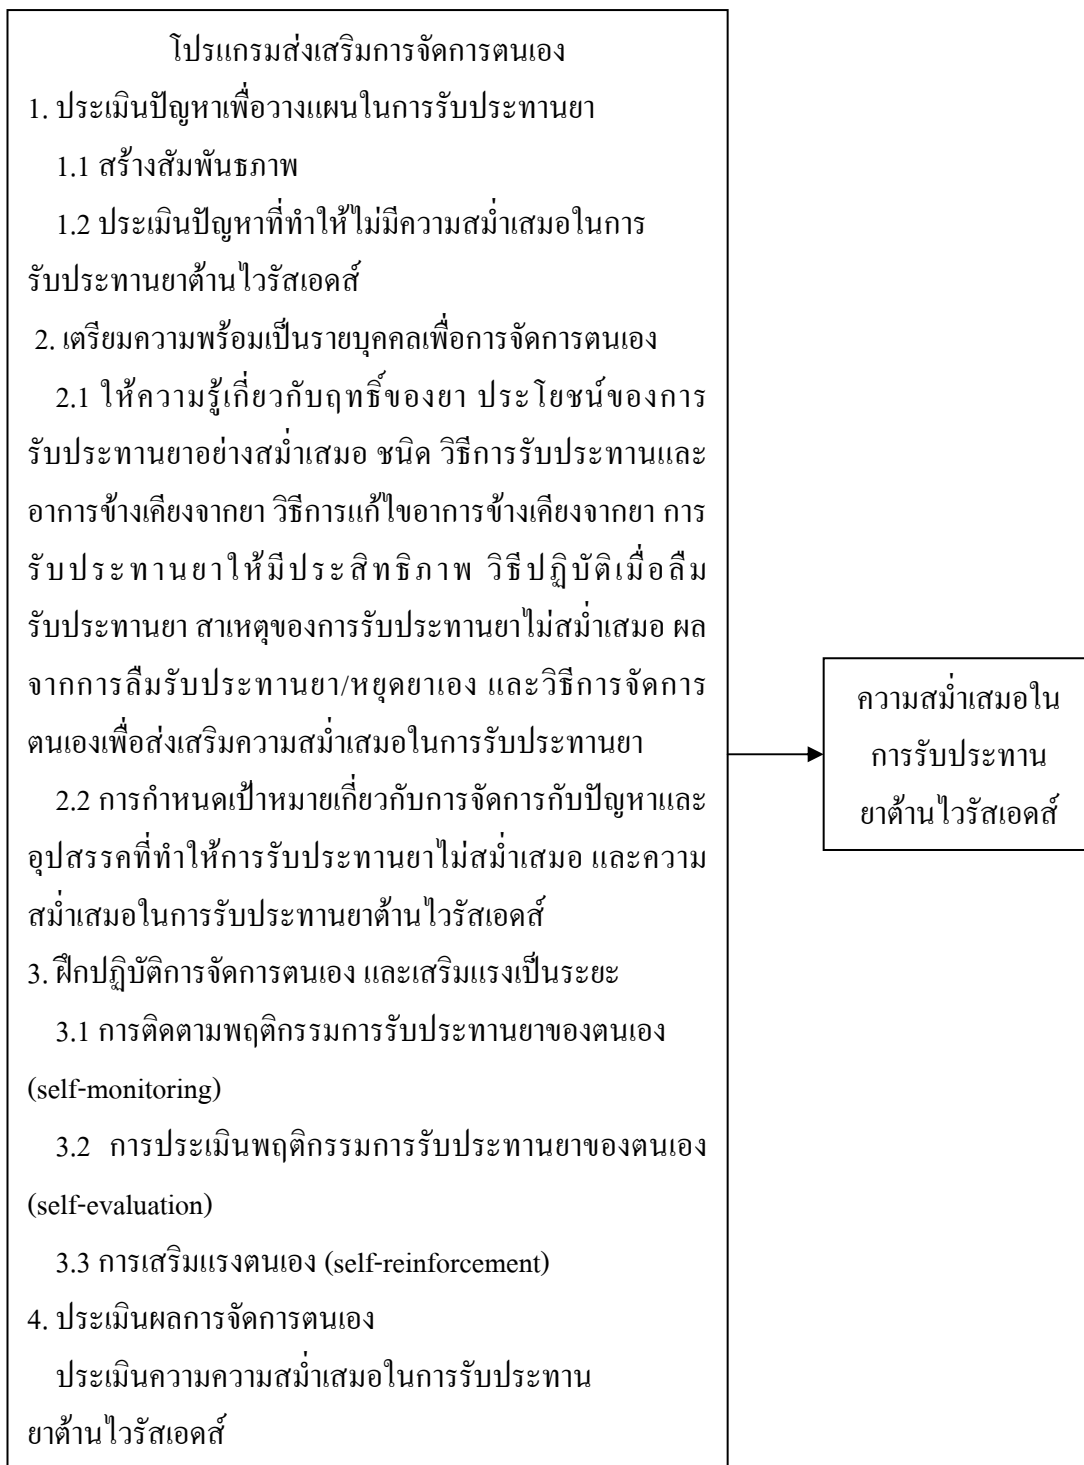 โปรแกรมส่งเสริมการจัดการตนเอง
1. ประเมินปัญหาเพื่อวางแผนในการรับประทานยา
1.1 สร้างสัมพันธภาพ
1.2 ประเมินปัญหาที่ทำให้ไม่มีความสม่ำเสมอในการ
รับประทานยาต้านไวรัสเอดส์
2. เตรียมความพร้อมเป็นรายบุคคลเพื่อการจัดการตนเอง
2.1 ให้ความรู้เกี่ยวกับฤทธิ์ของยา ประโยชน์ของการ
รับประทานยาอย่างสม่ำเสมอ ชนิด วิธีการรับประทานและ
อาการข้างเคียงจากยา วิธีการแก้ไขอาการข้างเคียงจากยา การ
รับประทานยาให้มีประสิทธิภาพ วิธีปฏิบัติเมื่อลืม
รับประทานยา สาเหตุของการรับประทานยาไม่สม่ำเสมอ ผล
จากการลืมรับประทานยา/หยุดยาเอง และวิธีการจัดการ
ตนเองเพื่อส่งเสริมความสม่ำเสมอในการรับประทานยา
2.2 การกำหนดเป้าหมายเกี่ยวกับการจัดการกับปัญหาและ
อุปสรรคที่ทำให้การรับประทานยาไม่สม่ำเสมอ และความ
สม่ำเสมอในการรับประทานยาต้านไวรัสเอดส์
3. ฝึกปฏิบัติการจัดการตนเอง และเสริมแรงเป็นระยะ
3.1 การติดตามพฤติกรรมการรับประทานยาของตนเอง
(self-monitoring)
3.2 การประเมินพฤติกรรมการรับประทานยาของตนเอง
(self-evaluation)
3.3 การเสริมแรงตนเอง (self-reinforcement)
4. ประเมินผลการจัดการตนเอง
ประเมินความความสม่ำเสมอในการรับประทาน
ยาต้านไวรัสเอดส์
ความสม่ำเสมอใน
การรับประทาน
ยาต้านไวรัสเอดส์